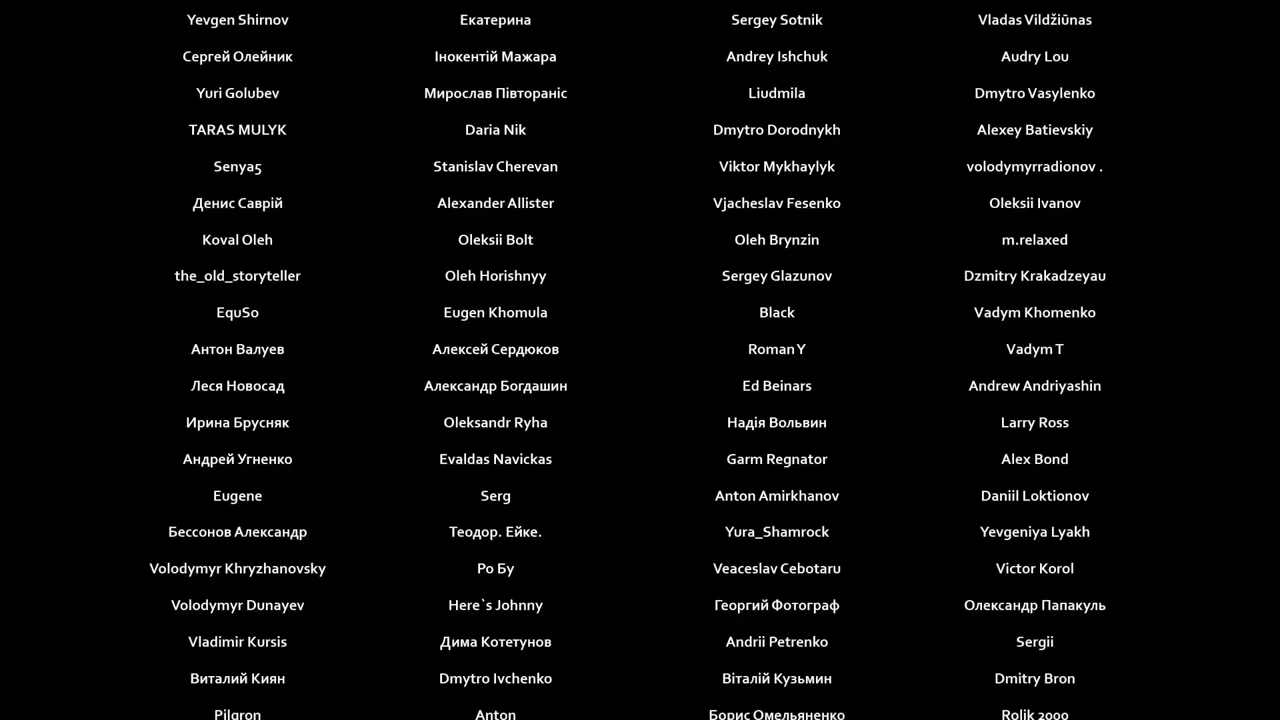 Yevgen Shirnov Екатерина Sergey Sotnik Vladas Vildžiūnas
Сергей Олейник Інокентій Мажара Andrey Ishchuk Audry Lou
Yuri Golubev Мирослав Півтораніс Liudmila Dmytro Vasylenko
TARAS MULYK Daria Nik Dmytro Dorodnykh Alexey Batievskiy
Senya5 Stanislav Cherevan Viktor Mykhaylyk volodymyrradionov .
Денис Саврій Alexander Allister Vjacheslav Fesenko Oleksii Ivanov
Koval Oleh Oleksii Bolt Oleh Brynzin m.relaxed
the_old_storyteller Oleh Horishnyy Sergey Glazunov Dzmitry Krakadzeyau
EquSo Eugen Khomula Black Vadym Khomenko
Антон Валуев Алексей Сердюков Roman Y Vadym T
Леся Новосад Александр Богдашин Ed Beinars Andrew Andriyashin
Ирина Брусняк Oleksandr Ryha Надія Вольвин Larry Ross
Андрей Угненко Evaldas Navickas Garm Regnator Alex Bond
Eugene Serg Anton Amirkhanov Daniil Loktionov
Бессонов Александр Теодор. Ейке. Yura_Shamrock Yevgeniya Lyakh
Volodymyr Khryzhanovsky Ро Бу Veaceslav Cebotaru Victor Korol
Volodymyr Dunayev Here`s Johnny Георгий Фотограф Олександр Папакуль
Vladimir Kursis Дима Котетунов Andrii Petrenko Sergii
Виталий Киян Dmytro Ivchenko Віталій Кузьмин Dmitry Bron
Pilgron Anton Борис Омельяненко Rolik 2000